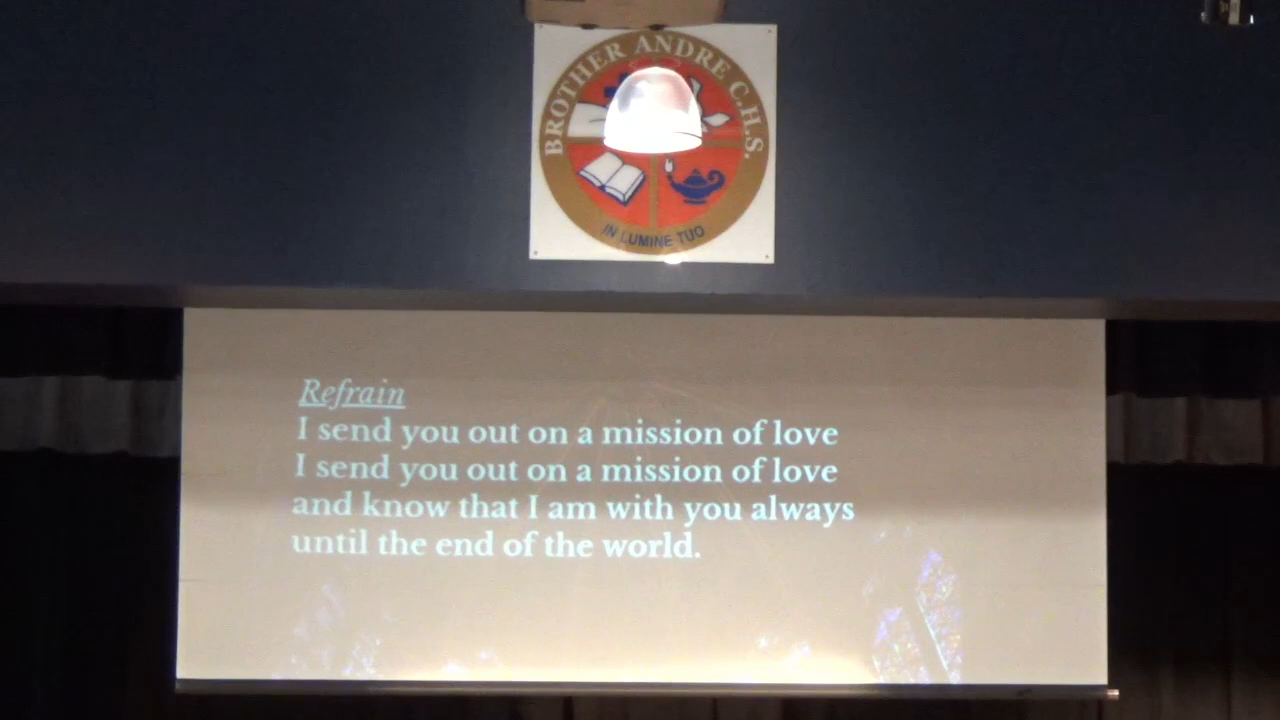 BROTHER ANDRE C.H.S.
IN LUMINE TUO
Refrain
I send you out on a mission of love
I send you out on a mission of love
and know that I am with you always
until the end of the world.